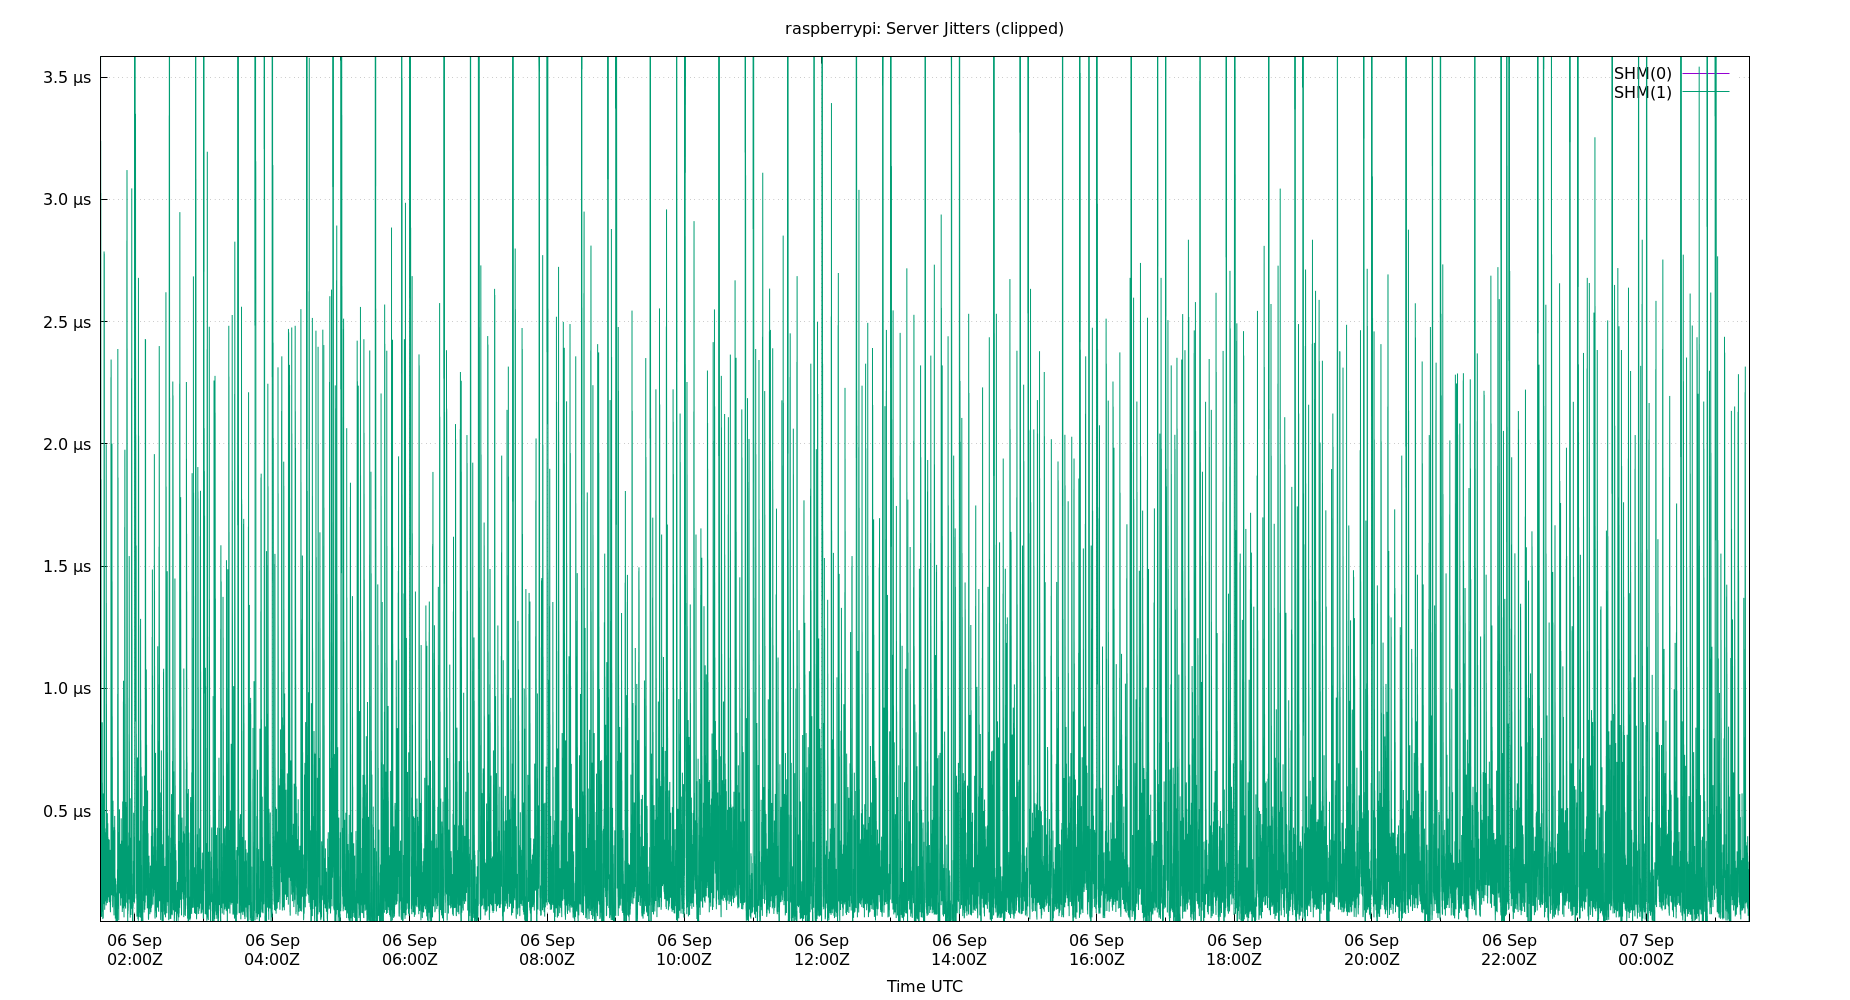 raspberrypi: Server Jitters (clipped)
SHM(0)
SHM(1)
3.5 µs
3.0 µs
2.5 µs
2.0 µs
1.5 µs
1.0 µs
0.5 µs
06 Sep 06 Sep 06 Sep 06 Sep 06 Sep 06 Sep 06 Sep 06 Sep 06 Sep 06 Sep 06 Sep 07 Sep
02:00Z 04:00Z 06:00Z 08:00Z 10:00Z 12:00Z 14:00Z 16:00Z 18:00Z 20:00Z 22:00Z 00:00Z
Time UTC